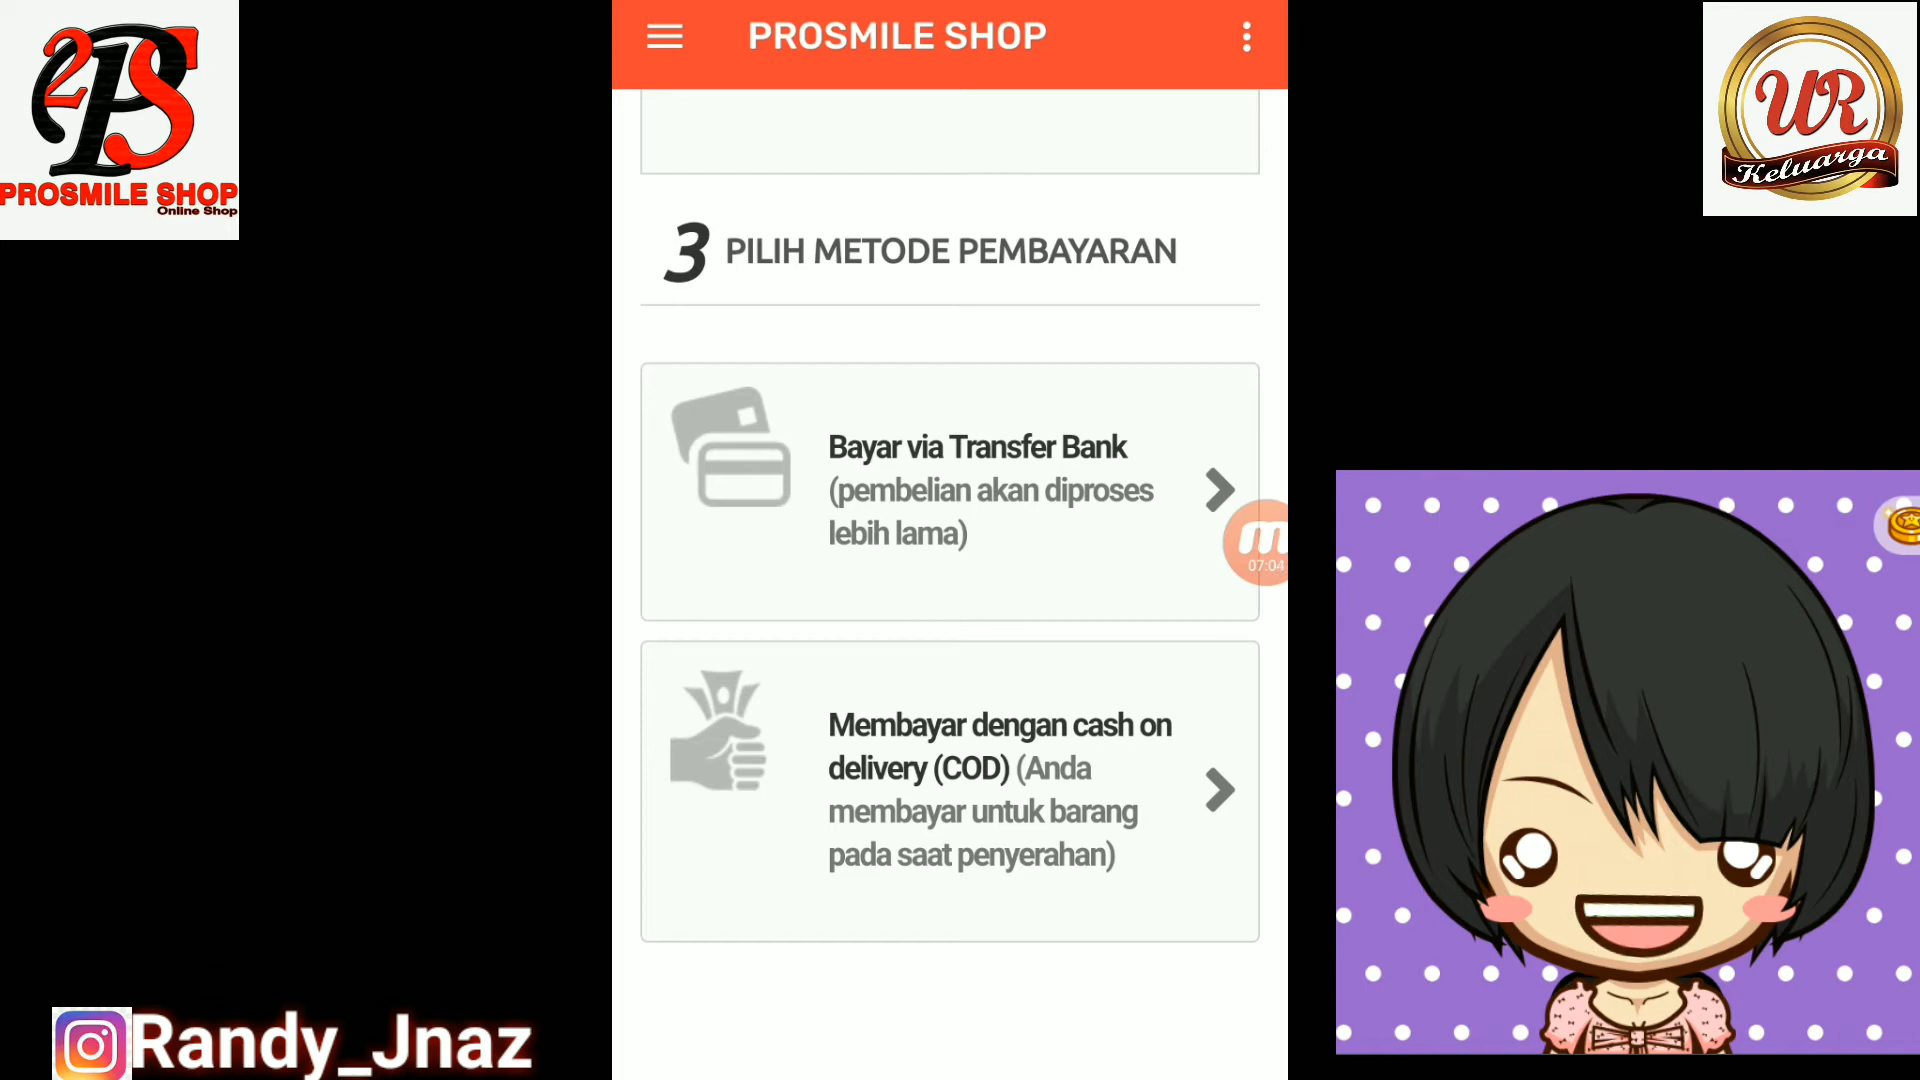 2PS
PROSMILE SHOP
Online Shop
PROSMILE SHOP
UR
Keluarga
3 PILIH METODE PEMBAYARAN
Bayar via Transfer Bank
(pembelian akan diproses
lebih lama)
m
07:04
Membayar dengan cash on
delivery (COD) (Anda
membayar untuk barang
pada saat penyerahan)
Randy_Jnaz